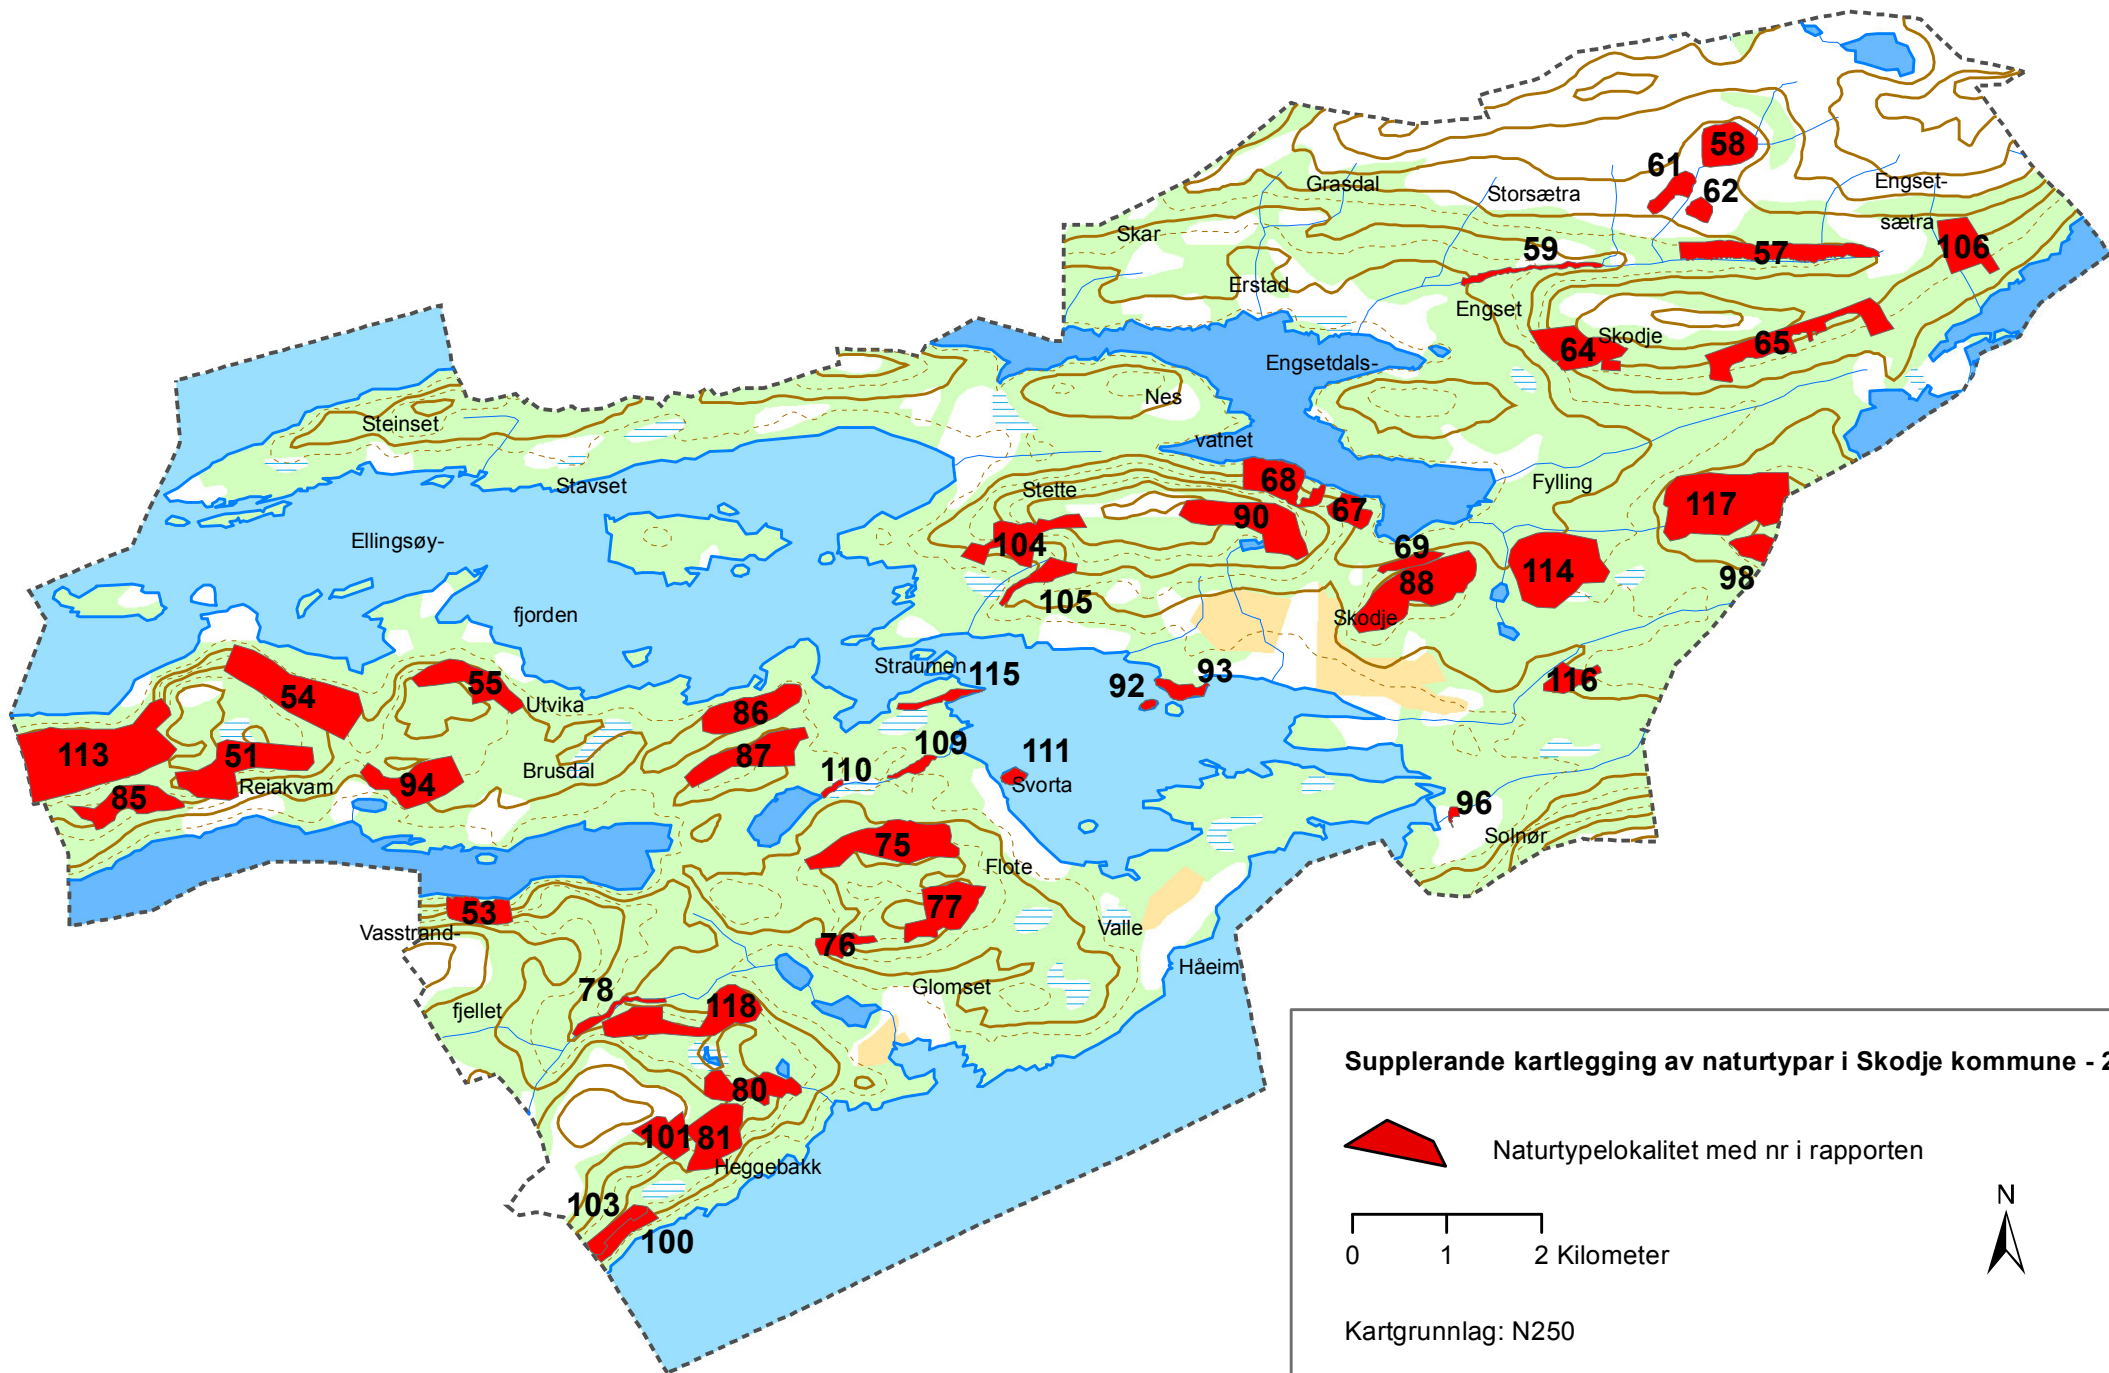 58
61
62
Grasdal
Storsætra
Engset-
sætra
106
Skar
59
57
Erstad
Engset
Skodje
64
65
Engsetdals-
Nes
vatnet
Steinset
Stavset
Stette
68
67
90
Fylling
117
Ellingsøy-
fjorden
104
105
69
88
Skodje
114
98
54
55
Utvika
Straumen
115
92
93
116
113
51
Reiakvam
85
94
Brusdal
86
87
109
110
111
Svorta
96
Solnør
75
Flote
77
76
53
Vasstrand-
fjellet
Valle
Håeim
Glomset
78
118
80
101
81
Heggebakk
103
100
Supplerande kartlegging av naturtypar i Skodje kommune - 2
Naturtypelokalitet med nr i rapporten
0 1 2 Kilometer
N
Kartgrunnlag: N250